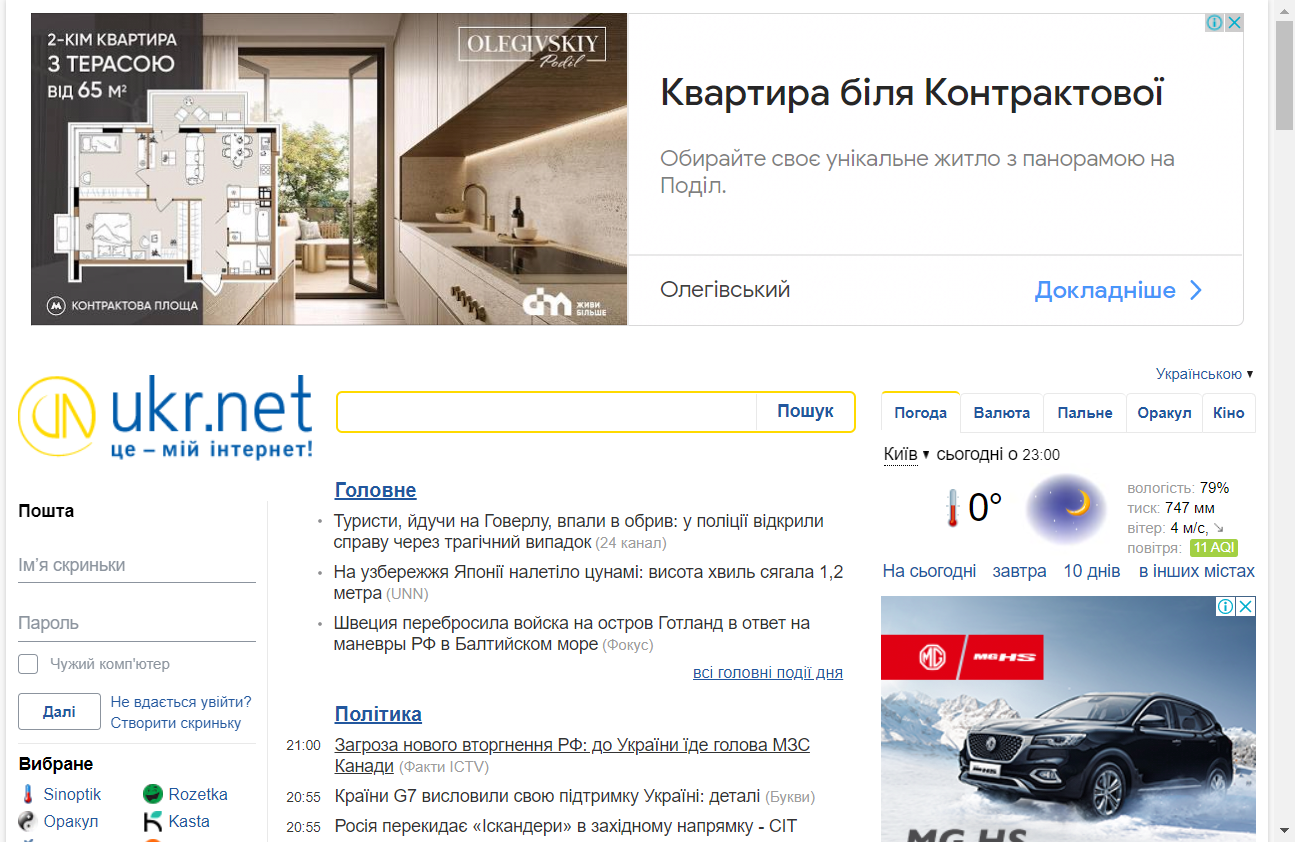 2-КІМ КВАРТИРА
З ТЕРАСОЮ
ВІД 65 М²
OLEGIVSKIY
Podil
КОНТРАКТОВА ПЛОЩА
dim ЖИВИ
БІЛЬШЕ
Квартира біля Контрактової
Обирайте своє унікальне житло з панорамою на
Поділ.
Олегівський
Докладніше
Українською
ukr.net
це – мій інтернет!
Пошук
Погода
Валюта
Пальне
Оракул
Кіно
Київ сьогодні о 23:00
0°
вологість: 79%
тиск: 747 мм
вітер: 4 м/с,
повітря: 11 AQI
На сьогодні завтра 10 днів в інших містах
Пошта
Ім'я скриньки
Пароль
Чужий комп'ютер
Далі
Не вдається увійти?
Створити скриньку
Вибране
Sinoptik
Rozetka
Оракул
Kasta
Головне
Туристи, йдучи на Говерлу, впали в обрив: у поліції відкрили
справу через трагічний випадок (24 канал)
На узбережжя Японії налетіло цунамі: висота хвиль сягала 1,2
метра (UNN)
Швеция перебросила войска на остров Готланд в ответ на
маневры РФ в Балтийском море (Фокус)
всі головні події дня
Політика
21:00 Загроза нового вторгнення РФ: до України їде голова МЗС
Канади (Факти ICTV)
20:55 Країни G7 висловили свою підтримку Україні: деталі (Букви)
20:55 Росія перекидає «Іскандери» в західному напрямку - CIT
MG MG HS
MG HS
MG HS